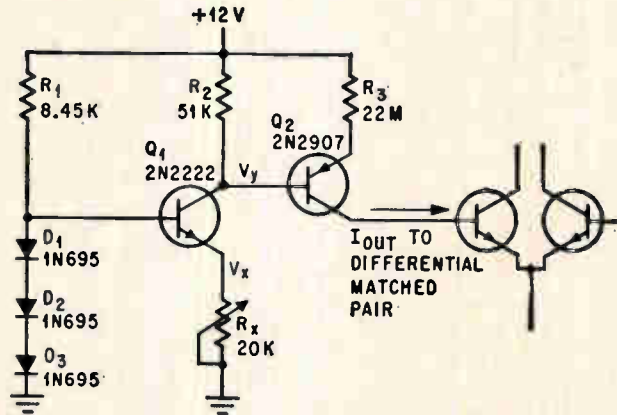 +12V
R1
8.45K
R2
51K
R3
22M
Q1
2N2222
Q2
2N2907
Vy
Vx
D1
1N695
D2
1N695
D3
1N695
Rx
20K
IOUT TO
DIFFERENTIAL
MATCHED
PAIR